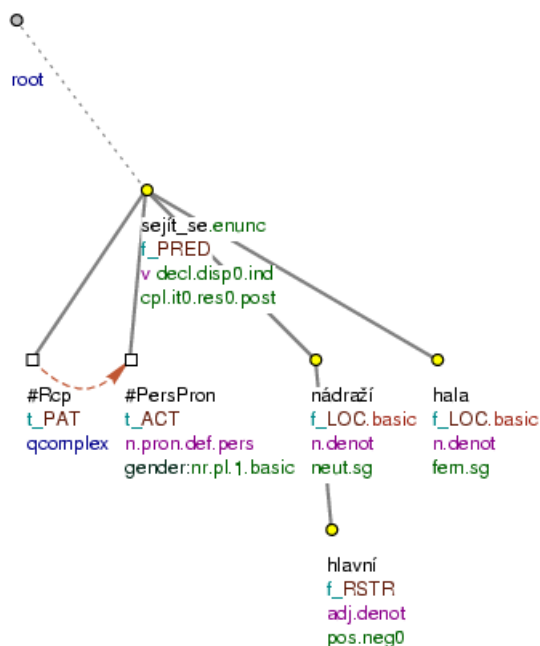 root
sejít_se.enunc
f_PRED
v decl.disp0.ind
cpl.it0.res0.post
#Rcp
t_PAT
qcomplex
#PersPron
t_ACT
n.pron.def.pers
gender:nr.pl.1.basic
nádraží
f_LOC.basic
n.denot
neut.sg
hala
f_LOC.basic
n.denot
fem.sg
hlavní
f_RSTR
adj.denot
pos.neg0